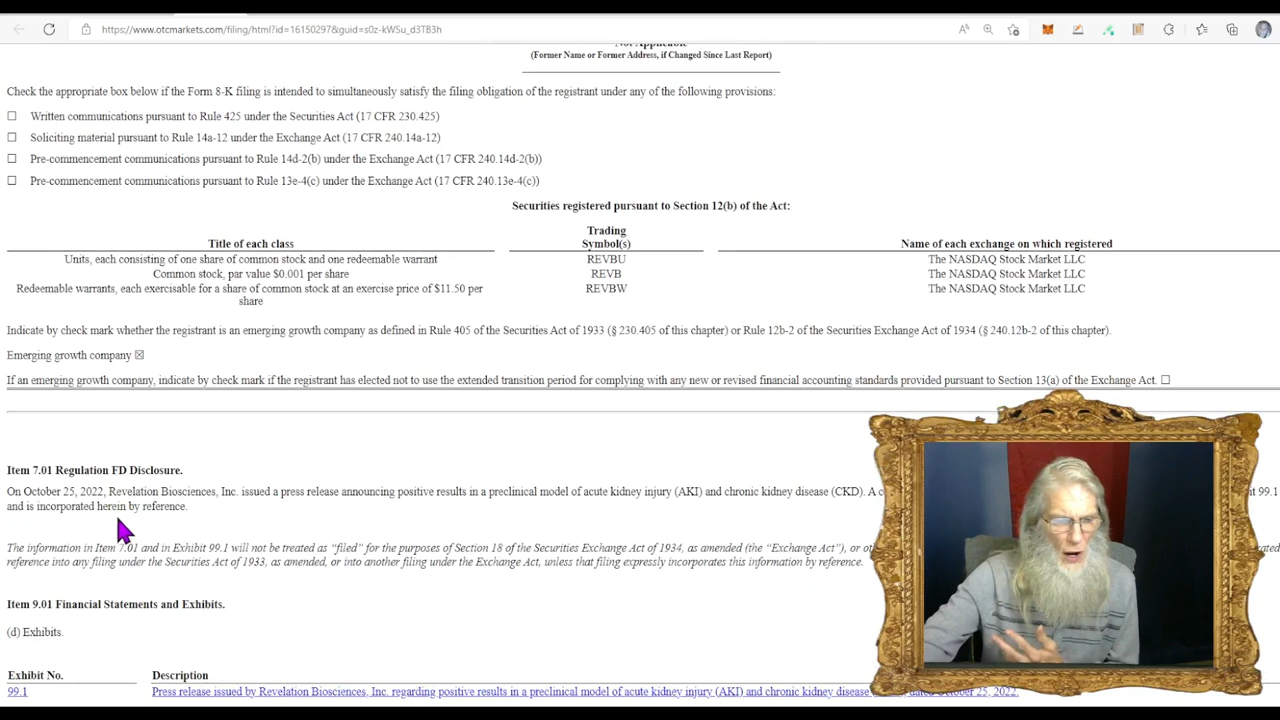 https://www.otcmarkets.com/filing/html?id=16150297&guid=s0z-kWSu_d3TB3h
Not Applicable
(Former Name or Former Address, if Changed Since Last Report)
Check the appropriate box below if the Form 8-K filing is intended to simultaneously satisfy the filing obligation of the registrant under any of the following provisions:
☐ Written communications pursuant to Rule 425 under the Securities Act (17 CFR 230.425)
☐ Soliciting material pursuant to Rule 14a-12 under the Exchange Act (17 CFR 240.14a-12)
☐ Pre-commencement communications pursuant to Rule 14d-2(b) under the Exchange Act (17 CFR 240.14d-2(b))
☐ Pre-commencement communications pursuant to Rule 13e-4(c) under the Exchange Act (17 CFR 240.13e-4(c))
Securities registered pursuant to Section 12(b) of the Act:
Trading
Title of each class Symbol(s) Name of each exchange on which registered
Units, each consisting of one share of common stock and one redeemable warrant REVBU The NASDAQ Stock Market LLC
Common stock, par value $0.001 per share REVB The NASDAQ Stock Market LLC
Redeemable warrants, each exercisable for a share of common stock at an exercise price of $11.50 per REVBW The NASDAQ Stock Market LLC
share
Indicate by check mark whether the registrant is an emerging growth company as defined in Rule 405 of the Securities Act of 1933 (§ 230.405 of this chapter) or Rule 12b-2 of the Securities Exchange Act of 1934 (§ 240.12b-2 of this chapter).
Emerging growth company ☒
If an emerging growth company, indicate by check mark if the registrant has elected not to use the extended transition period for complying with any new or revised financial accounting standards provided pursuant to Section 13(a) of the Exchange Act. ☐
Item 7.01 Regulation FD Disclosure.
On October 25, 2022, Revelation Biosciences, Inc. issued a press release announcing positive results in a preclinical model of acute kidney injury (AKI) and chronic kidney disease (CKD). A 99.1
and is incorporated herein by reference.
The information in Item 7.01 and in Exhibit 99.1 will not be treated as “filed” for the purposes of Section 18 of the Securities Exchange Act of 1934, as amended (the “Exchange Act”), or
reference into any filing under the Securities Act of 1933, as amended, or into another filing under the Exchange Act, unless that filing expressly incorporates this information by reference.
Item 9.01 Financial Statements and Exhibits.
(d) Exhibits.
Exhibit No. Description
99.1 Press release issued by Revelation Biosciences, Inc. regarding positive results in a preclinical model of acute kidney injury (AKI) and chronic kidney disease dated October 25, 2022.